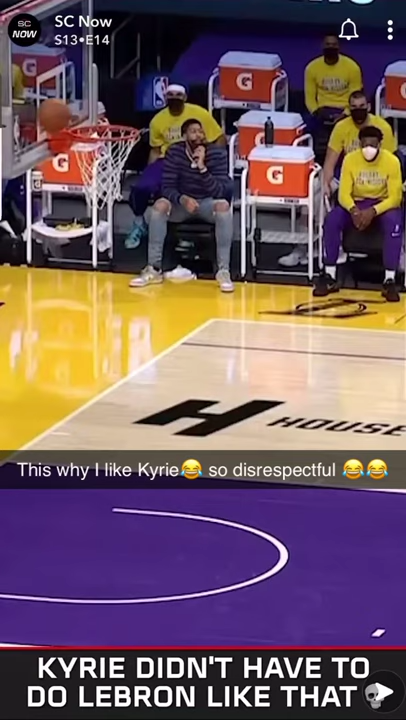 SC
NOW
SC Now
S13•E14
G
G
G
G
NBA
H HOUSE
This why I like Kyrie😂 so disrespectful 😂😂
KYRIE DIDN'T HAVE TO
DO LEBRON LIKE THAT 💀